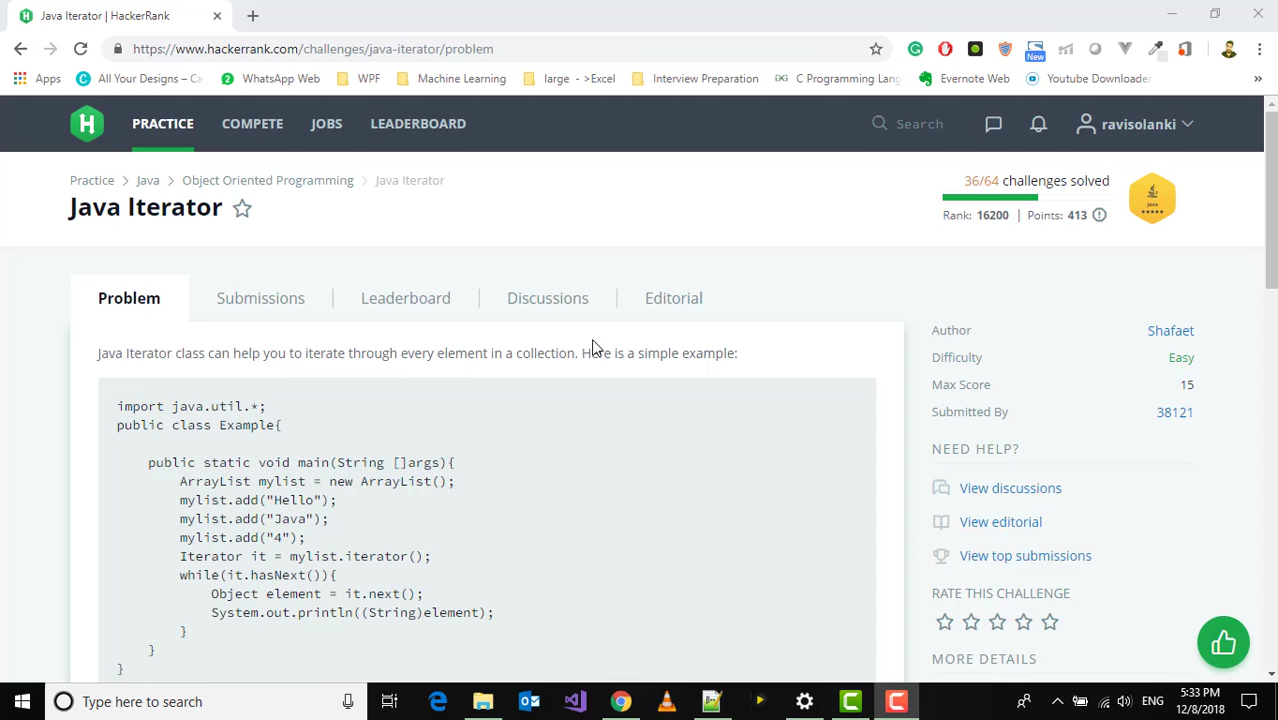 Java Iterator | HackerRank
https://www.hackerrank.com/challenges/java-iterator/problem
New
Apps
All Your Designs – Ca
WhatsApp Web
WPF
Machine Learning
large ->Excel
Interview Preparation
C Programming Lang
Evernote Web
Youtube Downloader
PRACTICE
COMPETE
JOBS
LEADERBOARD
Search
ravisolanki
Practice > Java > Object Oriented Programming > Java Iterator
Java Iterator
36/64 challenges solved
Rank: 16200 | Points: 413
Java
Problem
Submissions
Leaderboard
Discussions
Editorial
Java Iterator class can help you to iterate through every element in a collection. Here is a simple example:
import java.util.*;
public class Example{
public static void main(String []args){
ArrayList mylist = new ArrayList();
mylist.add("Hello");
mylist.add("Java");
mylist.add("4");
Iterator it = mylist.iterator();
while(it.hasNext()){
Object element = it.next();
System.out.println((String)element);
}
}
}
Author Shafaet
Difficulty Easy
Max Score 15
Submitted By 38121
NEED HELP?
View discussions
View editorial
View top submissions
RATE THIS CHALLENGE
MORE DETAILS
Type here to search
ENG
5:33 PM
12/8/2018